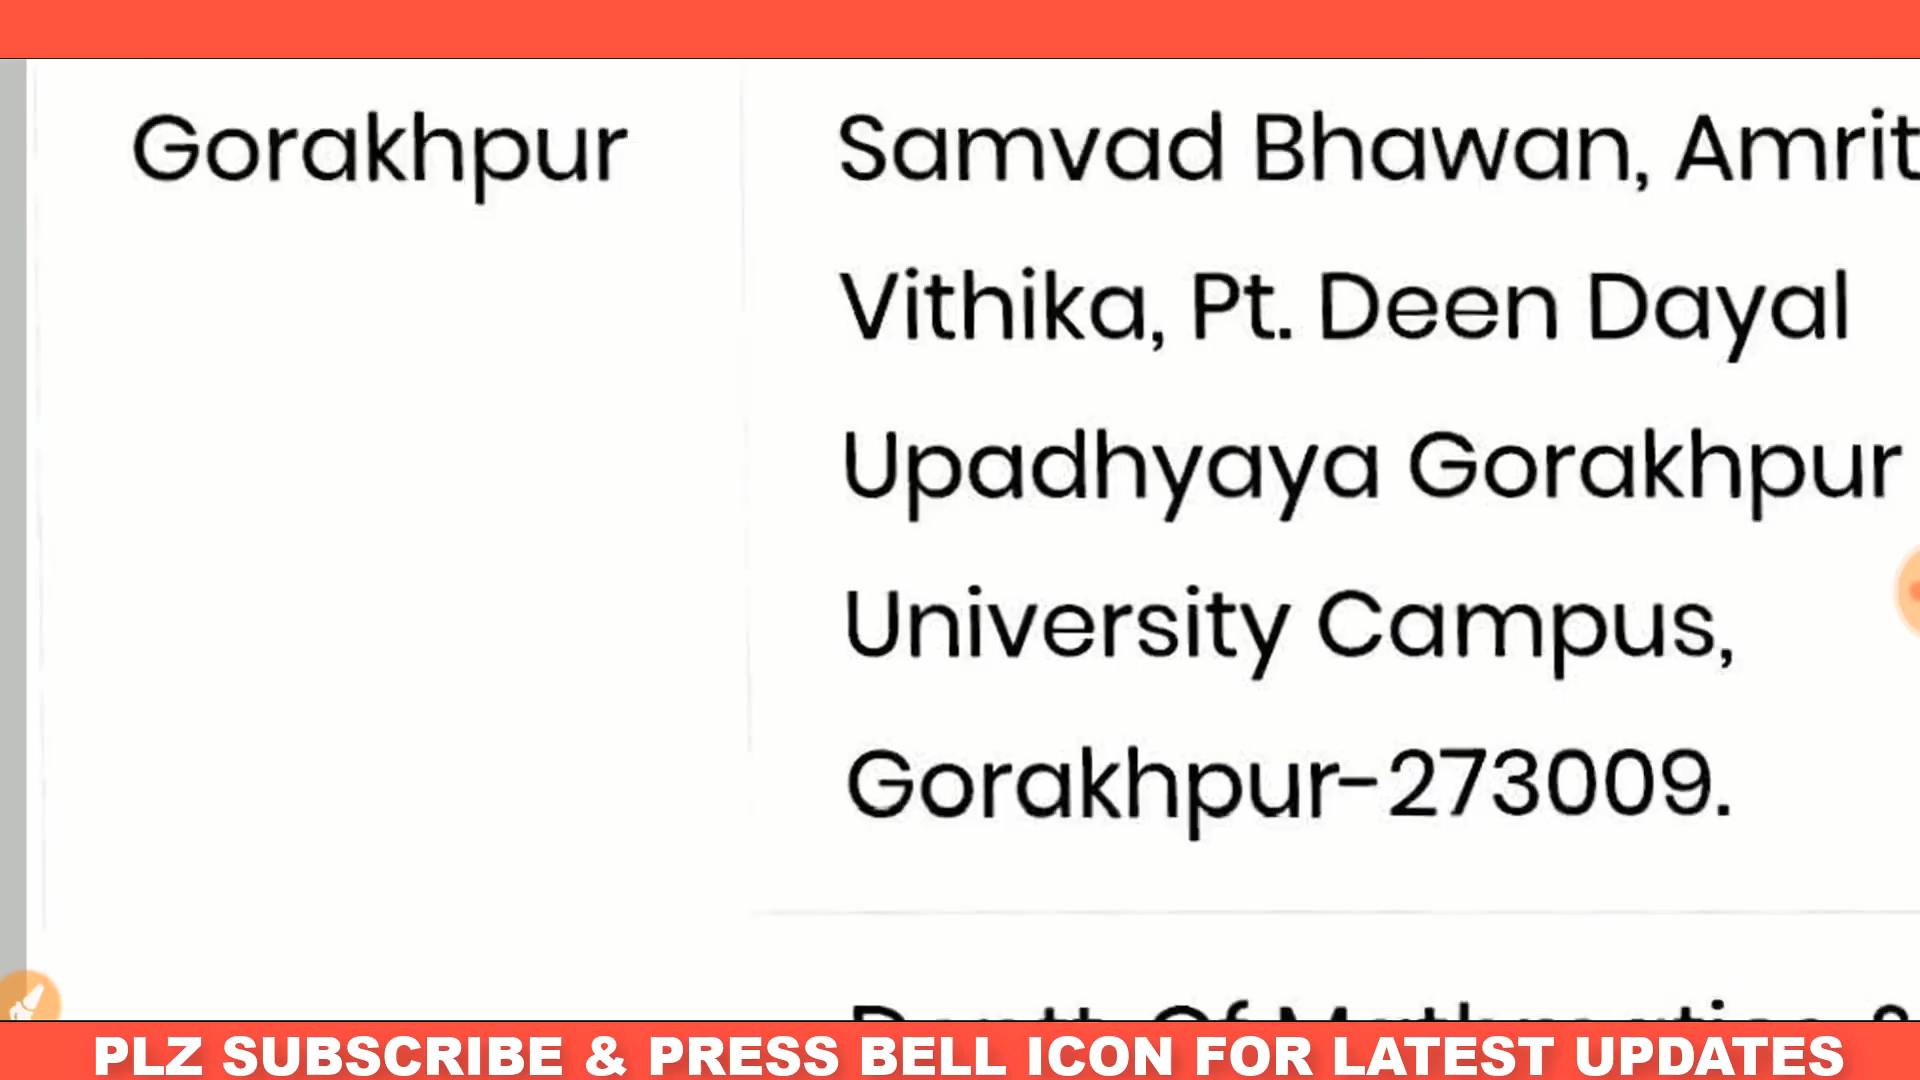 Gorakhpur
Samvad Bhawan, Amrit
Vithika, Pt. Deen Dayal
Upadhyaya Gorakhpur
University Campus,
Gorakhpur-273009.
PLZ SUBSCRIBE & PRESS BELL ICON FOR LATEST UPDATES